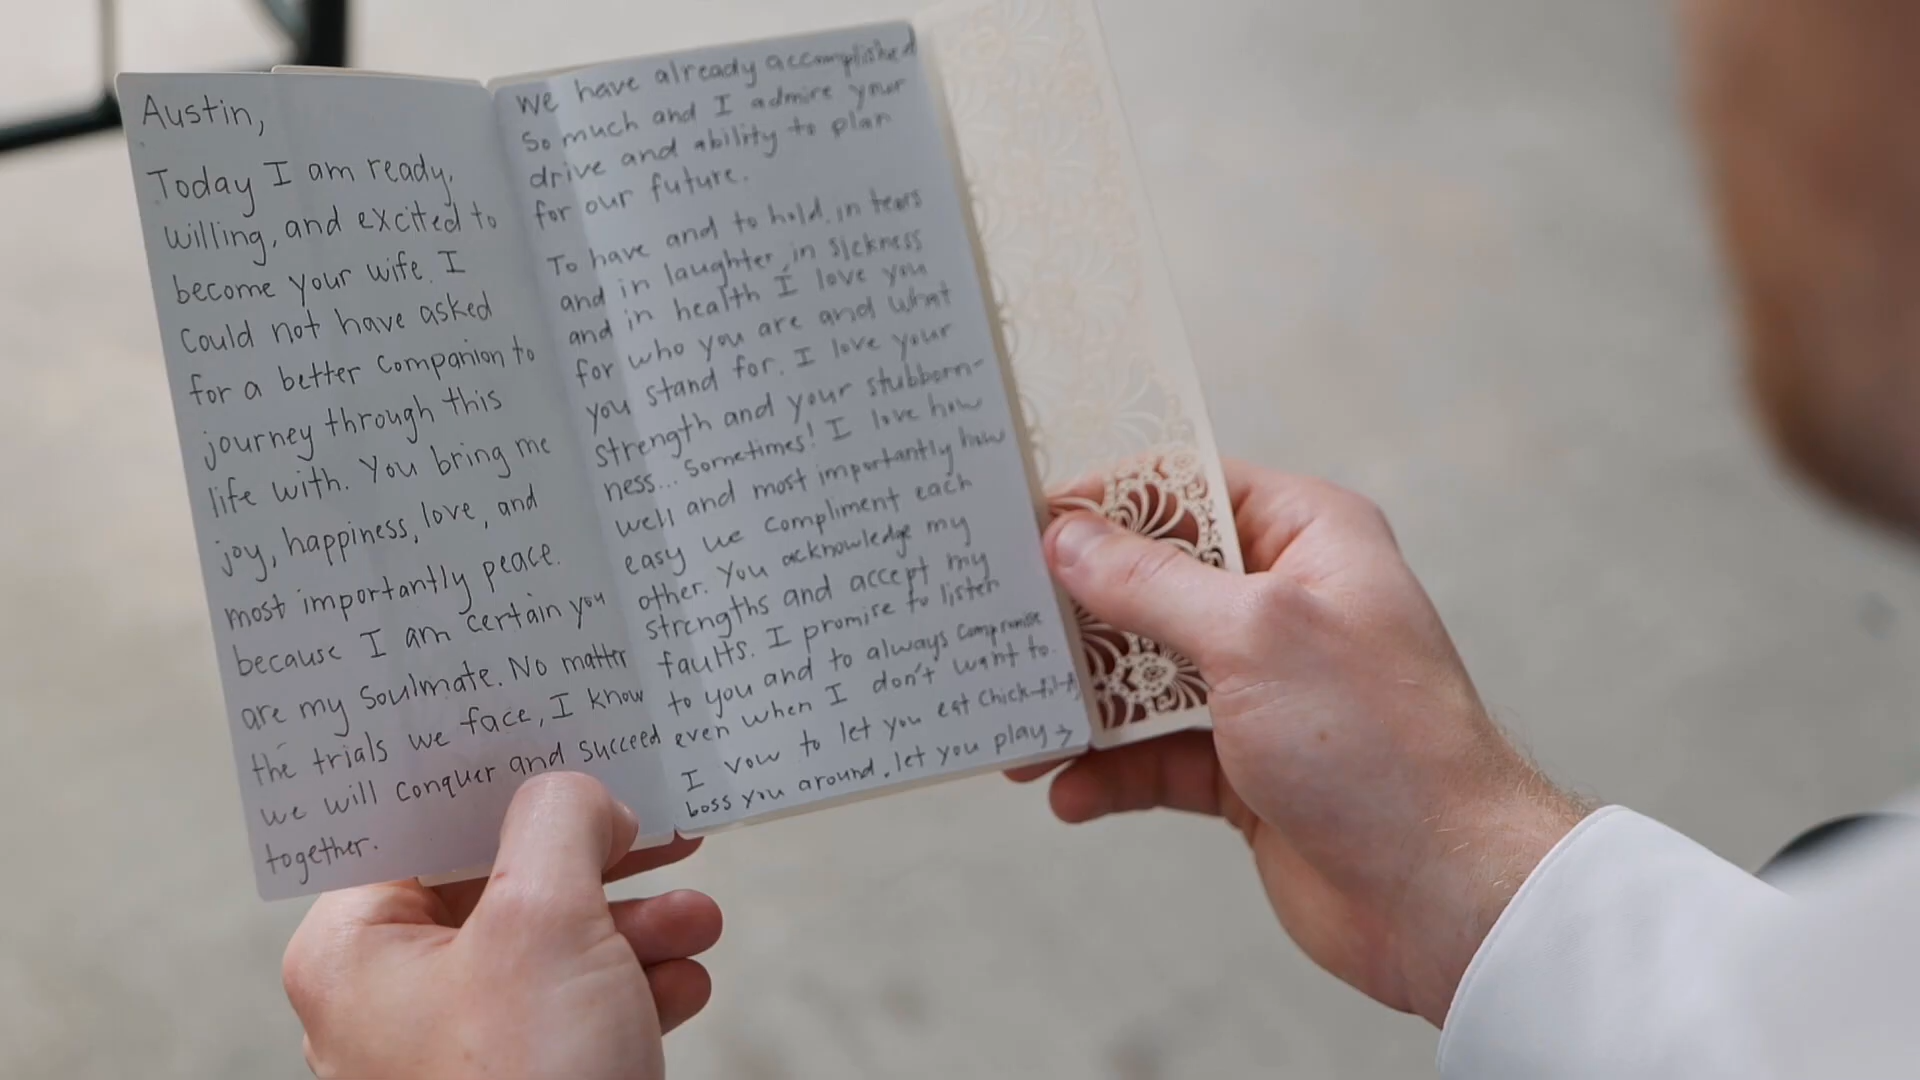 Austin,
Today I am ready,
willing, and excited to
become your wife. I
Could not have asked
for a better Companion to
journey through this
life with. You bring me
joy, happiness, love, and
most importantly peace.
because I am certain you
are my Soulmate. No matter
the trials we face, I know
we will conquer and succeed
together.
We have already accomplished
So much and I admire your
drive and ability to plan
for our future.
To have and to hold, in tears
and in laughter, in sickness
and in health I love you
for who you are and what
you stand for. I love your
strength and your stubborn-
ness... sometimes! I love how
well and most importantly how
easy we Compliment each
other. You acknowledge my
strengths and accept my
faults. I promise to listen
to you and to always compromise
even when I don't want to.
I vow to let you eat Chick-fil-A
boss you around, let you play →